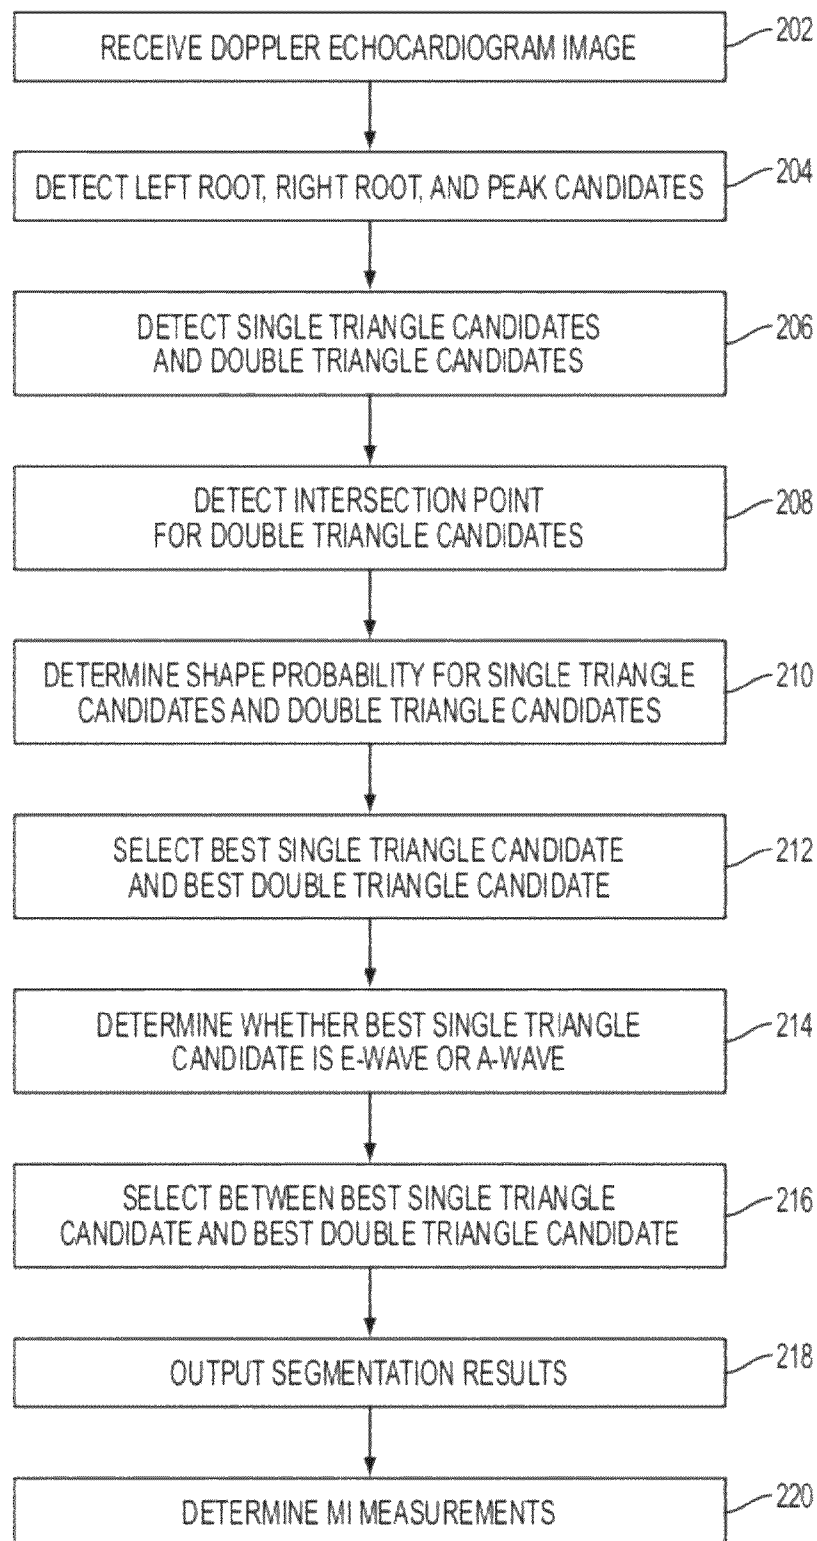 RECEIVE DOPPLER ECHOCARDIOGRAM IMAGE
202
DETECT LEFT ROOT, RIGHT ROOT, AND PEAK CANDIDATES
204
DETECT SINGLE TRIANGLE CANDIDATES
AND DOUBLE TRIANGLE CANDIDATES
206
DETECT INTERSECTION POINT
FOR DOUBLE TRIANGLE CANDIDATES
208
DETERMINE SHAPE PROBABILITY FOR SINGLE TRIANGLE
CANDIDATES AND DOUBLE TRIANGLE CANDIDATES
210
SELECT BEST SINGLE TRIANGLE CANDIDATE
AND BEST DOUBLE TRIANGLE CANDIDATE
212
DETERMINE WHETHER BEST SINGLE TRIANGLE
CANDIDATE IS E-WAVE OR A-WAVE
214
SELECT BETWEEN BEST SINGLE TRIANGLE
CANDIDATE AND BEST DOUBLE TRIANGLE CANDIDATE
216
OUTPUT SEGMENTATION RESULTS
218
DETERMINE MI MEASUREMENTS
220